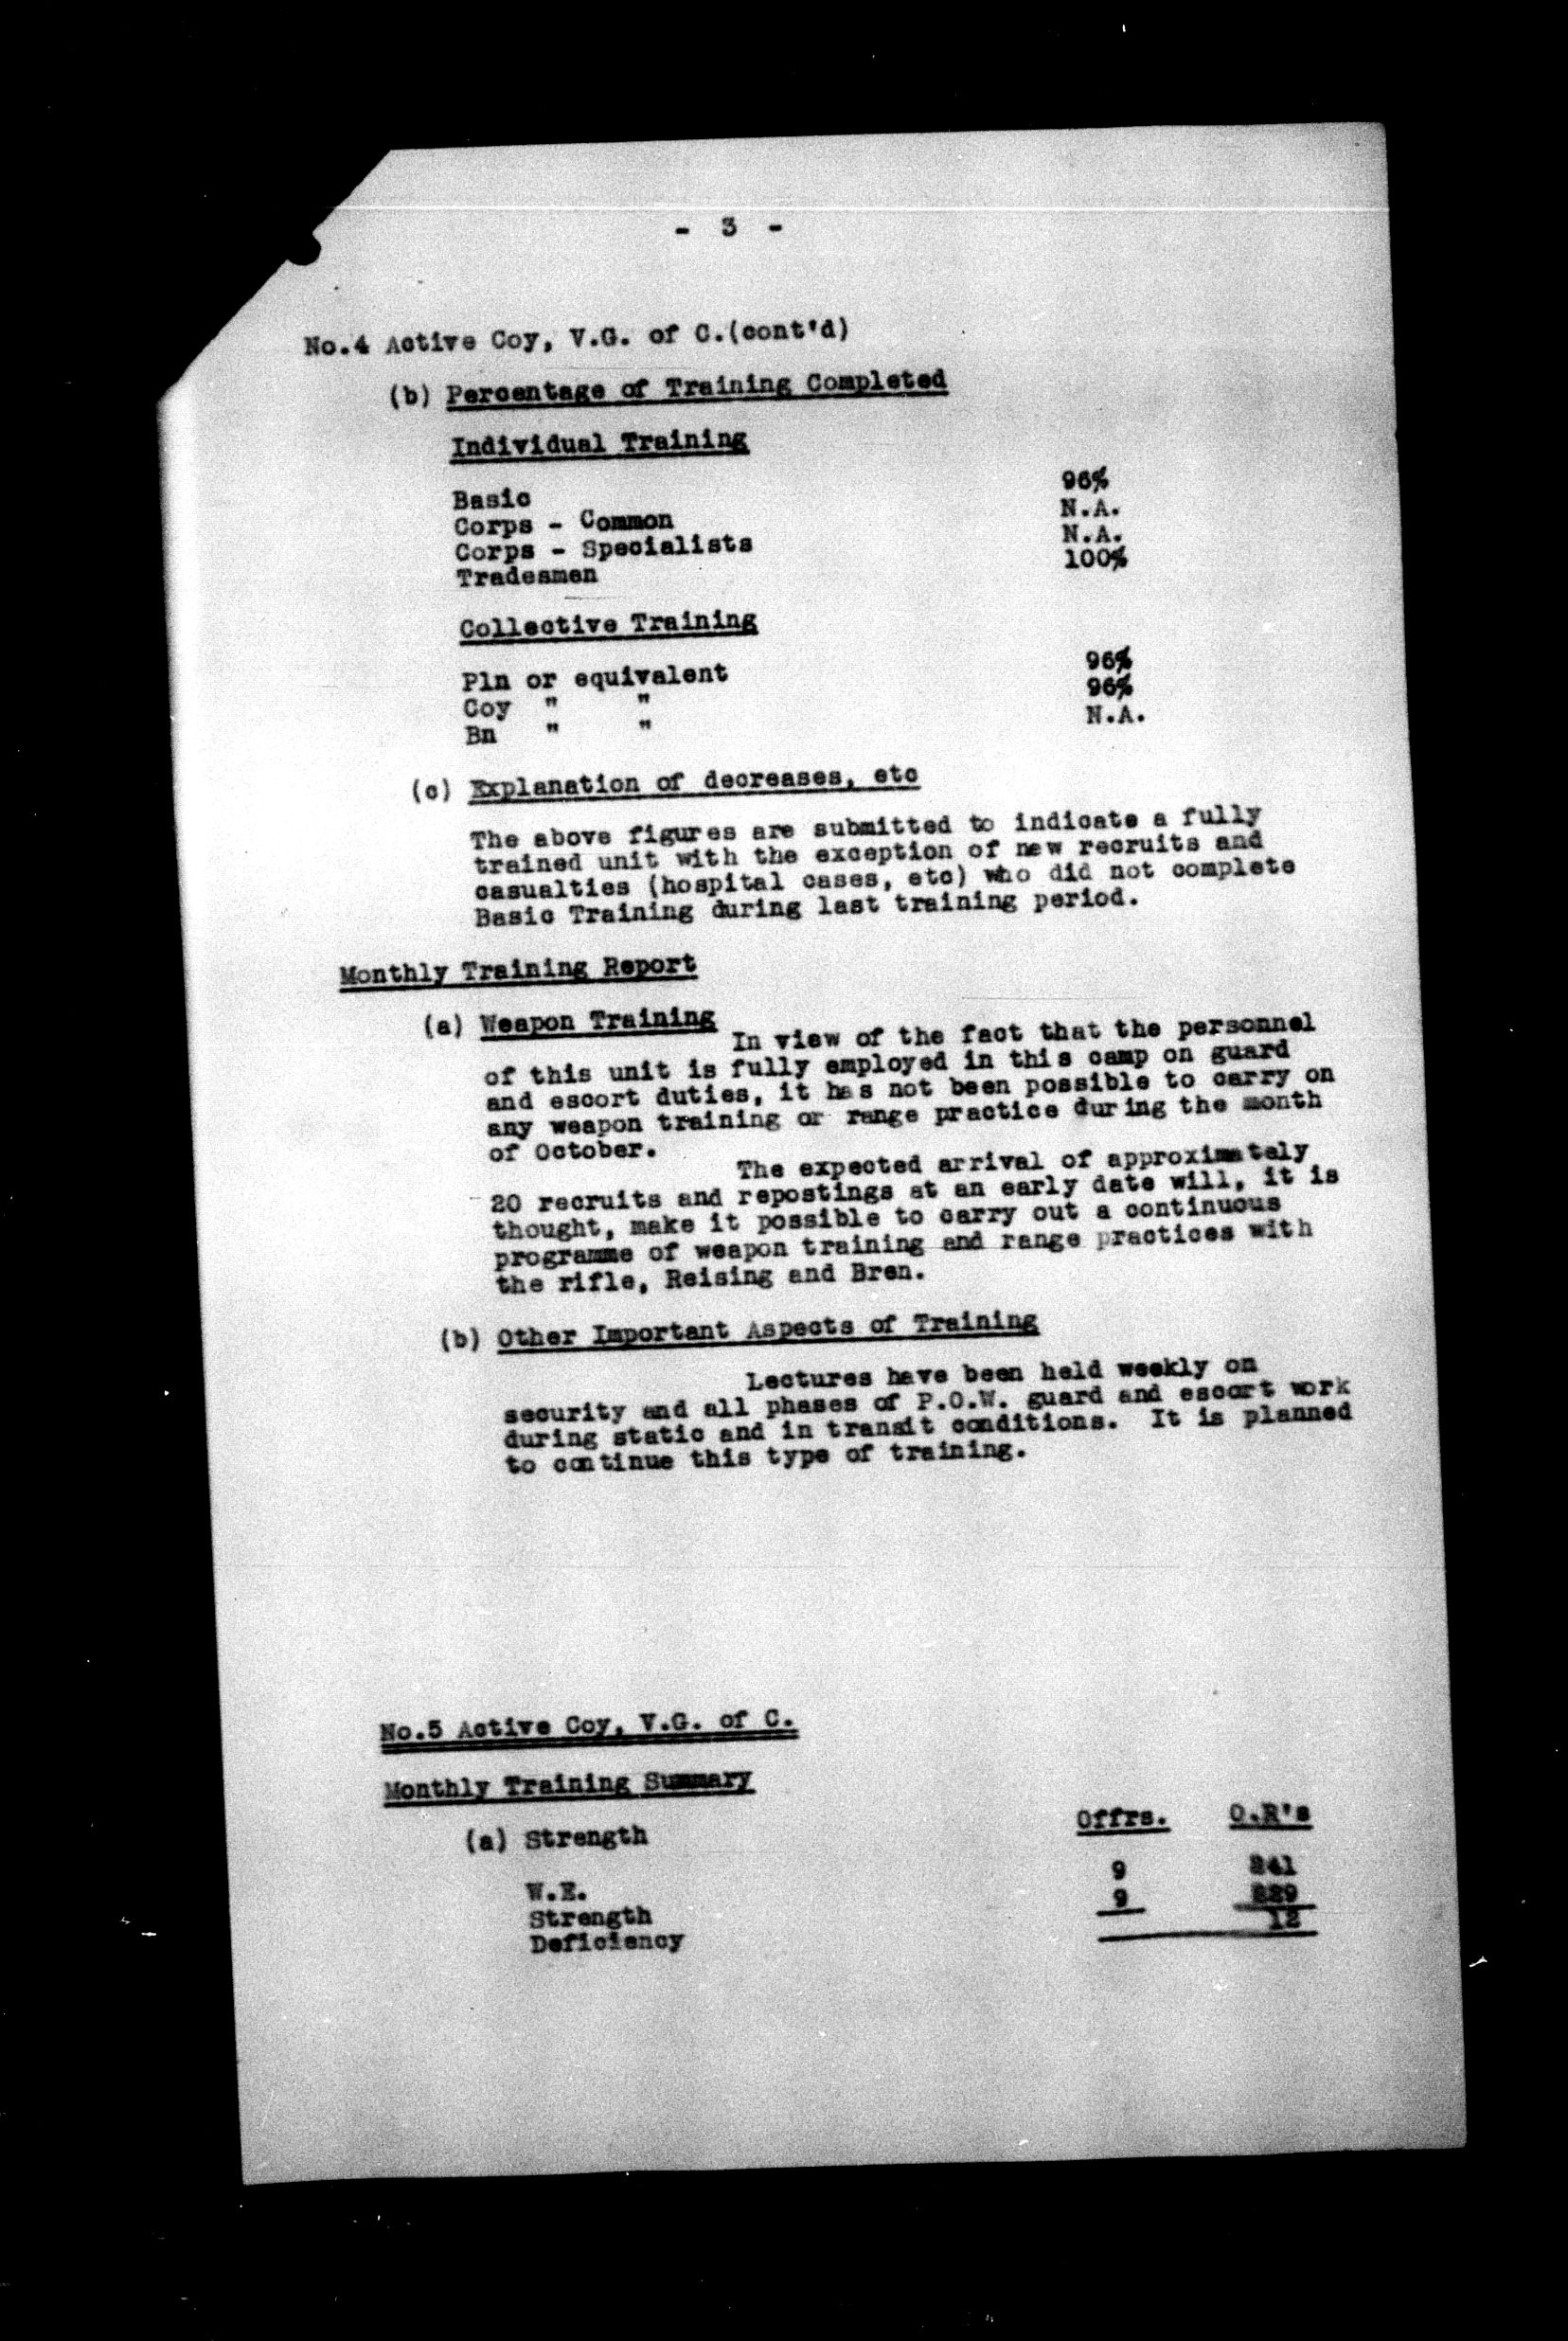 - 3 -
No.4 Active Coy, V.G. of C.(cont'd)
(b) Percentage of Training Completed
Individual Training
Basic 96%
Corps - Common N.A.
Corps - Specialists N.A.
Tradesmen 100%
Collective Training
Pln or equivalent 96%
Coy " " 96%
Bn " " N.A.
(c) Explanation of decreases, etc
The above figures are submitted to indicate a fully
trained unit with the exception of new recruits and
casualties (hospital cases, etc) who did not complete
Basic Training during last training period.
Monthly Training Report
(a) Weapon Training
In view of the fact that the personnel
of this unit is fully employed in this camp on guard
and escort duties, it has not been possible to carry on
any weapon training or range practice during the month
of October.
The expected arrival of approximately
20 recruits and repostings at an early date will, it is
thought, make it possible to carry out a continuous
programme of weapon training and range practices with
the rifle, Reising and Bren.
(b) Other Important Aspects of Training
Lectures have been held weekly on
security and all phases of P.O.W. guard and escort work
during static and in transit conditions. It is planned
to continue this type of training.
No.5 Active Coy, V.G. of C.
Monthly Training Summary
(a) Strength Offrs. O.R's
W.E. 9 241
Strength 9 229
Deficiency 12